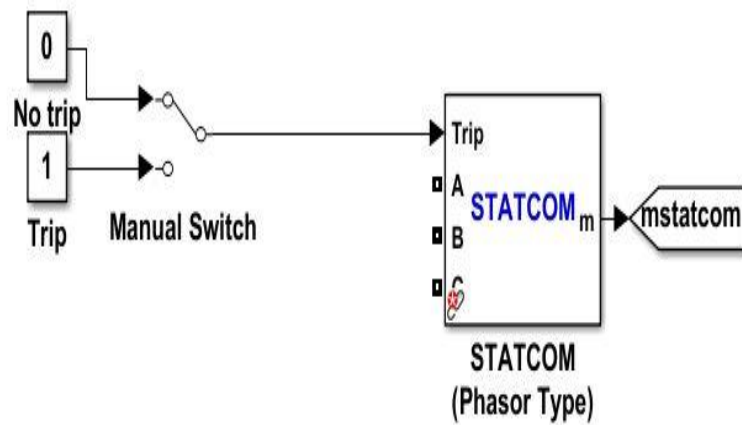 0
No trip
1
Trip
Manual Switch
Trip
A
STATCOM
m
B
C
mstatcom
STATCOM
(Phasor Type)